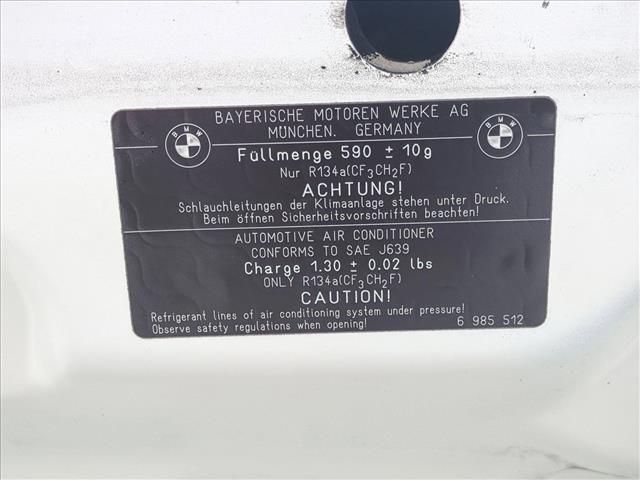 BAYERISCHE MOTOREN WERKE AG
MÜNCHEN. GERMANY
BMW
BMW
Füllmenge 590 ± 10g
Nur R134a(CF₃CH₂F)
ACHTUNG!
Schlauchleitungen der Klimaanlage stehen unter Druck.
Beim öffnen Sicherheitsvorschriften beachten!
AUTOMOTIVE AIR CONDITIONER
CONFORMS TO SAE J639
Charge 1.30 ± 0.02 lbs
ONLY R134a(CF₃CH₂F)
CAUTION!
Refrigerant lines of air conditioning system under pressure!
Observe safety regulations when opening!
6 985 512